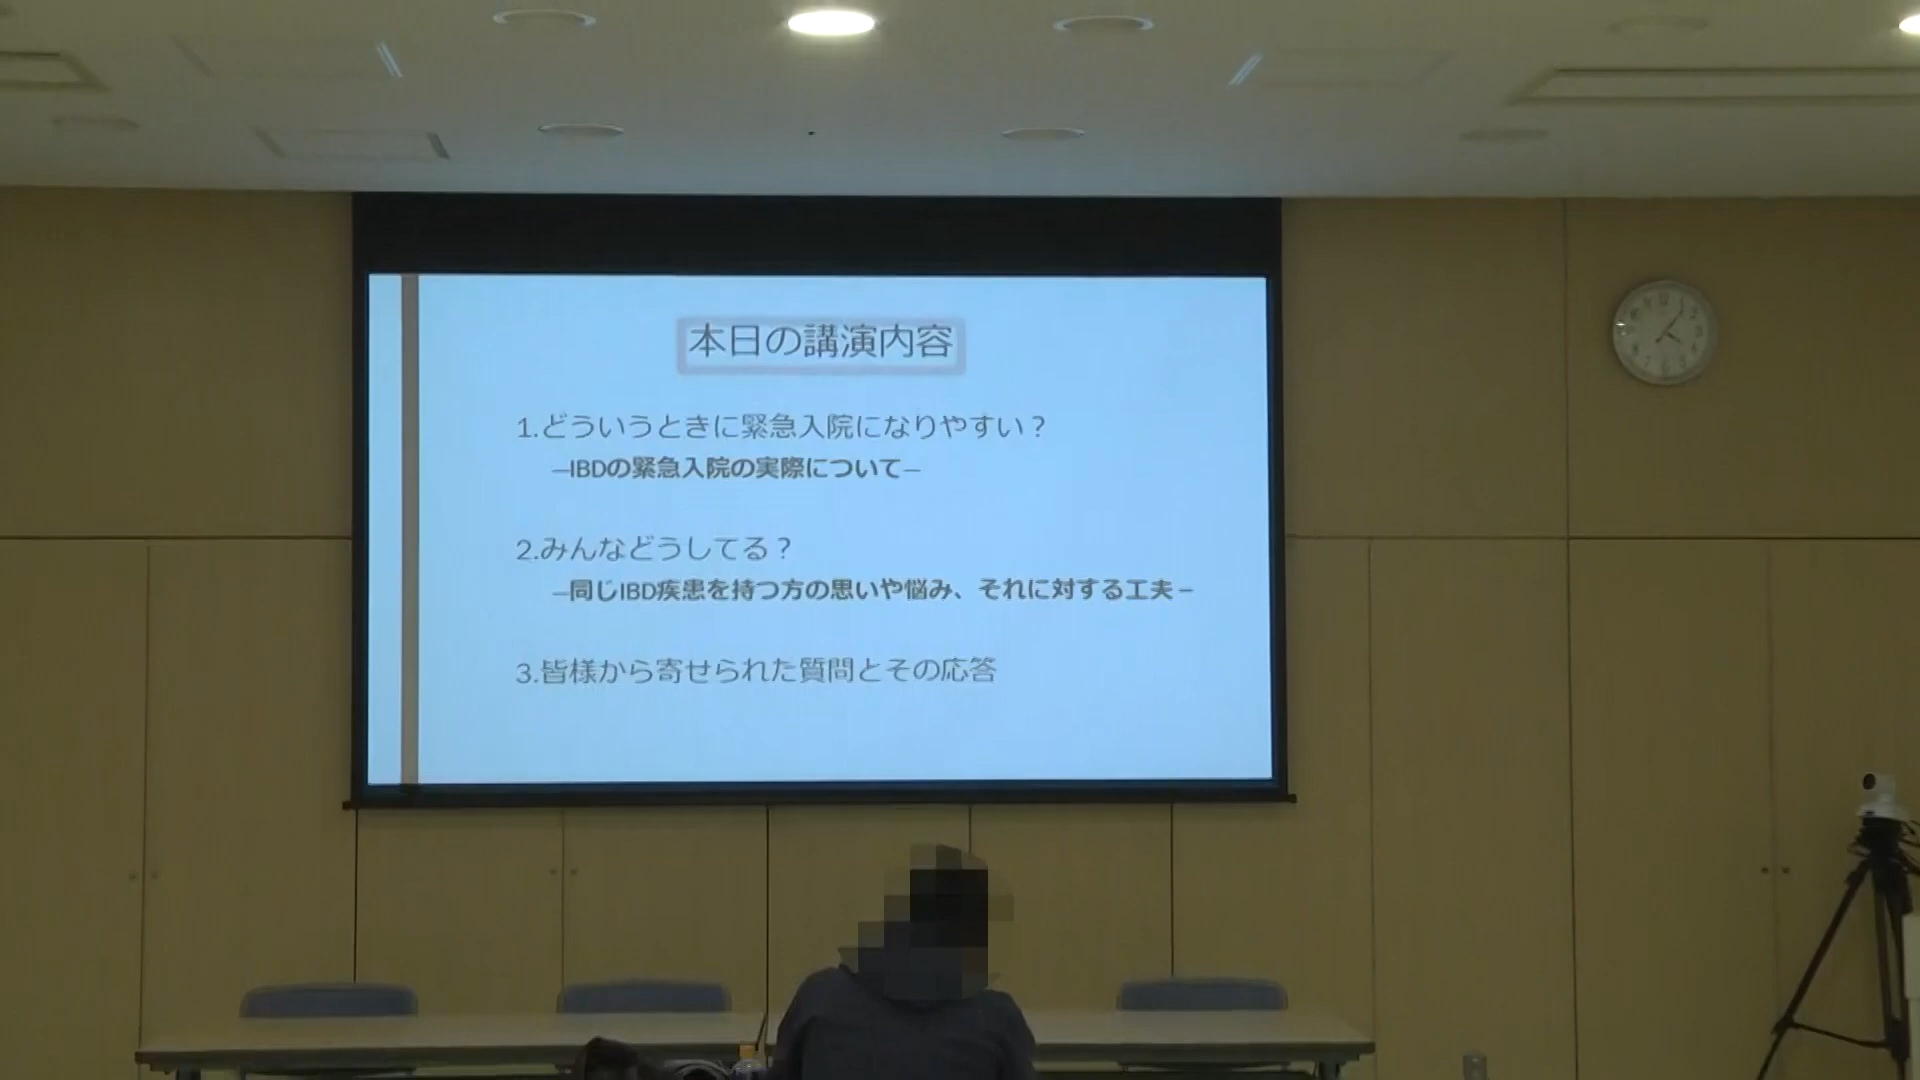 本日の講演内容
1.どういうときに緊急入院になりやすい？
―IBDの緊急入院の実際について―
2.みんなどうしてる？
―同じIBD疾患を持つ方の思いや悩み、それに対する工夫−
3.皆様から寄せられた質問とその応答